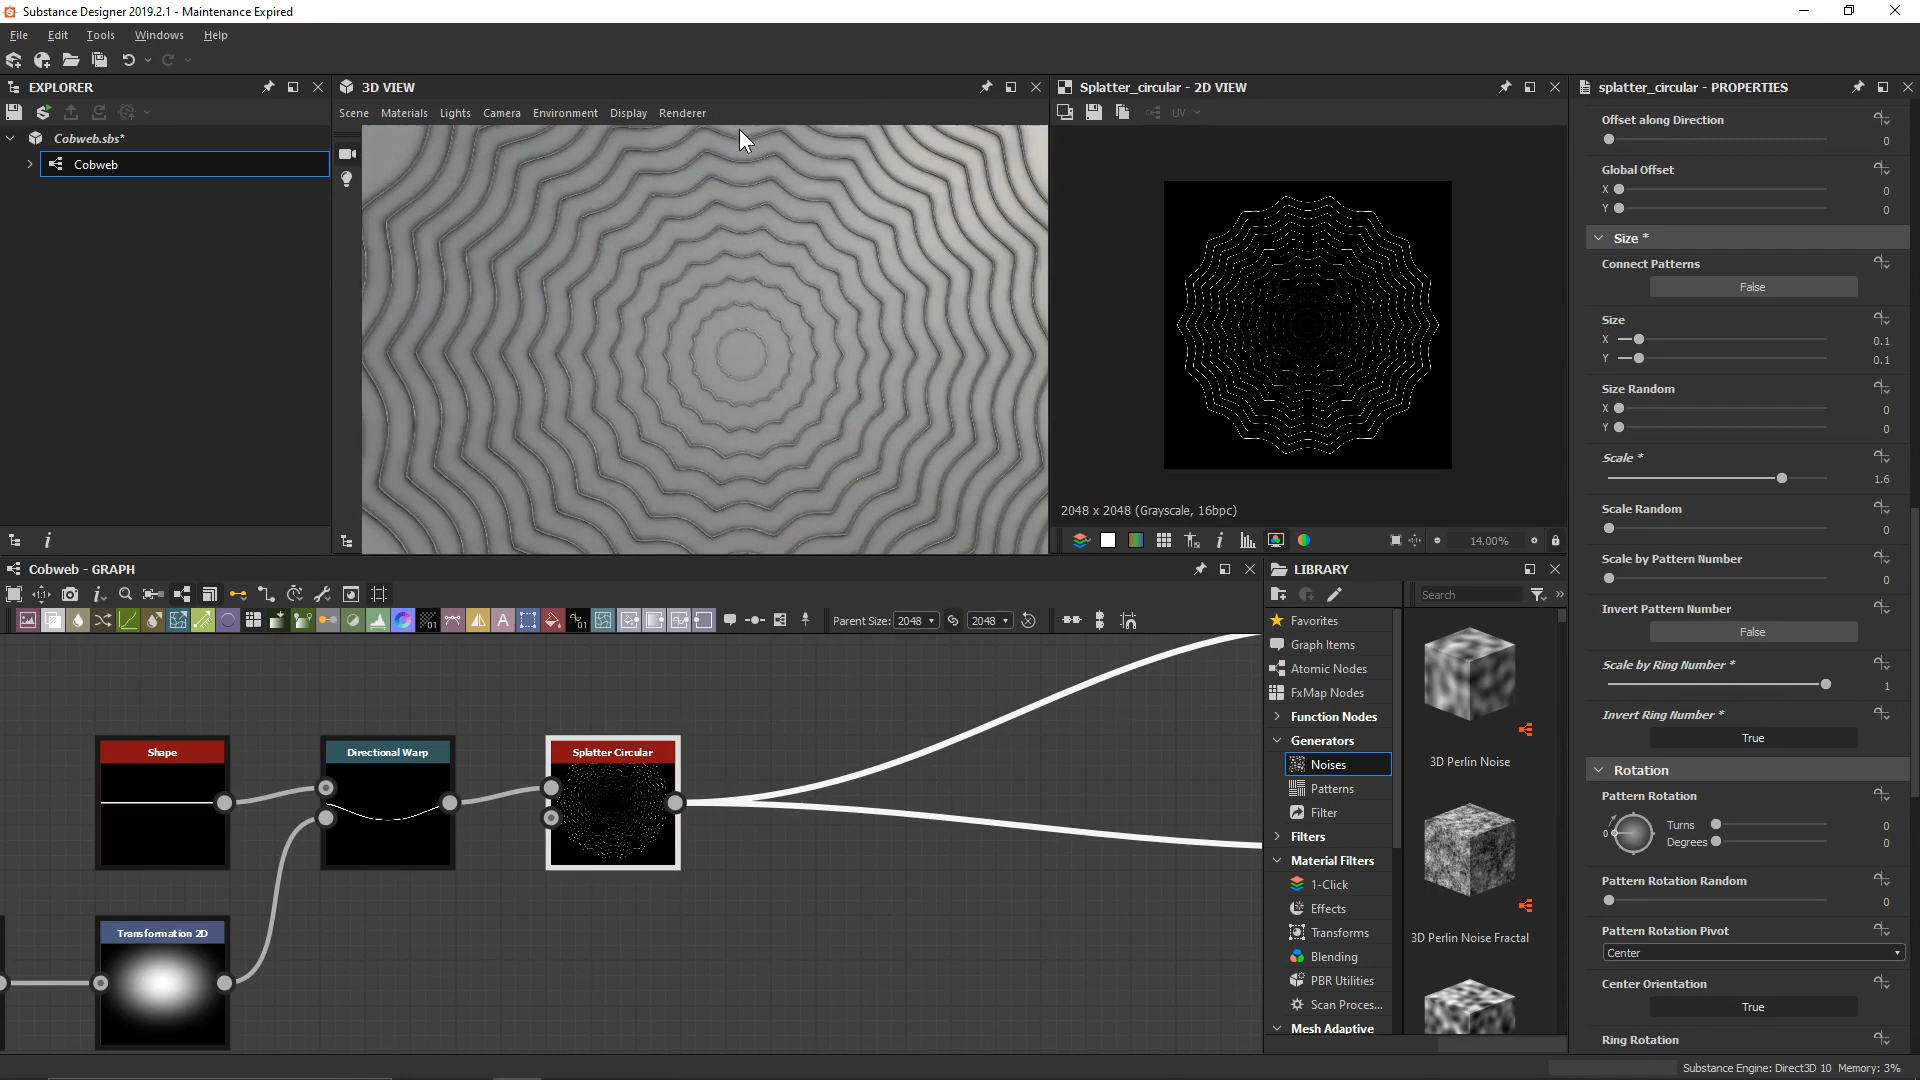 Substance Designer 2019.2.1 - Maintenance Expired
File Edit Tools Windows Help
EXPLORER
Cobweb.sbs*
Cobweb
3D VIEW
Scene Materials Lights Camera Environment Display Renderer
Splatter_circular - 2D VIEW
UV
2048 x 2048 (Grayscale, 16bpc)
14.00%
splatter_circular - PROPERTIES
Offset along Direction
0
Global Offset
X 0
Y 0
Size *
Connect Patterns
False
Size
X 0.1
Y 0.1
Size Random
X 0
Y 0
Scale *
1.6
Scale Random
0
Scale by Pattern Number
0
Invert Pattern Number
False
Scale by Ring Number *
1
Invert Ring Number *
True
Rotation
Pattern Rotation
0 Turns 0
Degrees 0
Pattern Rotation Random
0
Pattern Rotation Pivot
Center
Center Orientation
True
Ring Rotation
Cobweb - GRAPH
Parent Size: 2048 2048
Shape
Directional Warp
Splatter Circular
Transformation 2D
LIBRARY
Search
Favorites
Graph Items
Atomic Nodes
FxMap Nodes
Function Nodes
Generators
Noises
Patterns
Filter
Filters
Material Filters
1-Click
Effects
Transforms
Blending
PBR Utilities
Scan Proces...
Mesh Adaptive
3D Perlin Noise
3D Perlin Noise Fractal
Substance Engine: Direct3D 10 Memory: 3%